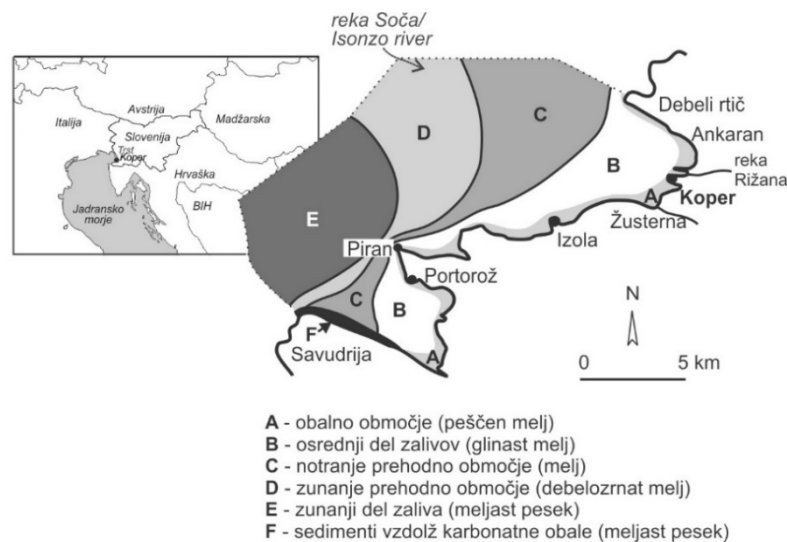 reka Soča/
Isonzo river
Avstrija
Italija
Madžarska
Slovenija
Trst
Koper
Hrvaška
BIH
Jadransko
morje
Debeli rtič
Ankaran
reka
Rižana
Koper
Žusterna
Izola
Piran
Portorož
Savudrija
A
B
C
D
E
C
B
A
F
N
0 5 km
A - obalno območje (peščen melj)
B - osrednji del zalivov (glinast melj)
C - notranje prehodno območje (melj)
D - zunanje prehodno območje (debelozrnat melj)
E - zunanji del zaliva (meljast pesek)
F - sedimenti vzdolž karbonatne obale (meljast pesek)